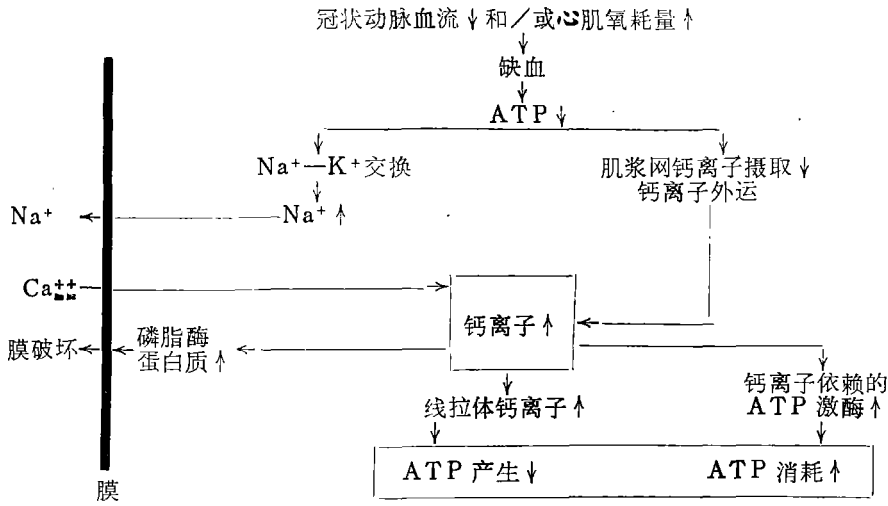 冠状动脉血流↓和／或心肌氧耗量↑
缺血
ATP↓
Na⁺—K⁺交换
肌浆网钙离子摄取↓
钙离子外运
Na⁺
Na⁺↑
Ca⁺⁺
钙离子↑
膜破坏
磷脂酶
蛋白质↑
钙离子依赖的
ATP激酶↑
线拉体钙离子↑
ATP产生↓
ATP消耗↑
膜